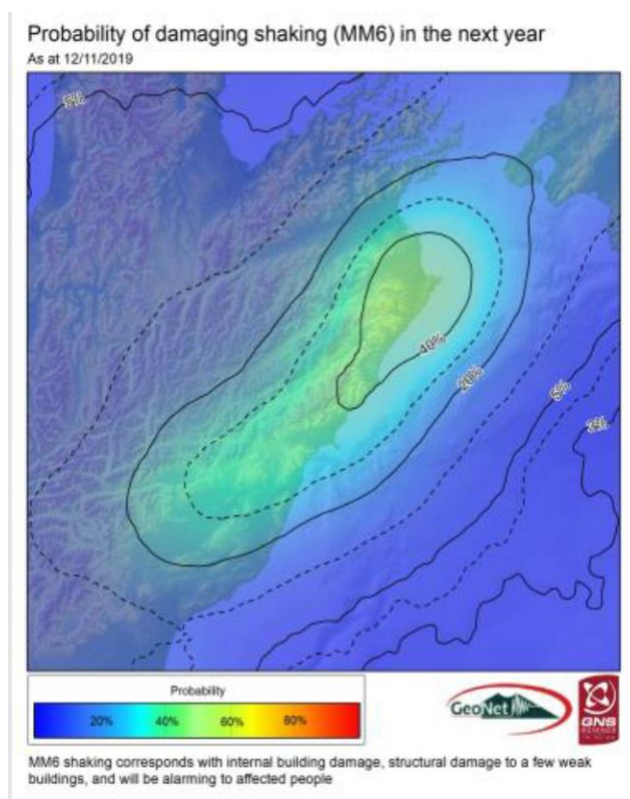 Probability of damaging shaking (MM6) in the next year
As at 12/11/2019
5%
40%
20%
5%
Probability
20% 40% 60% 80%
GeoNet
GNS
SCIENCE
MM6 shaking corresponds with internal building damage, structural damage to a few weak
buildings, and will be alarming to affected people